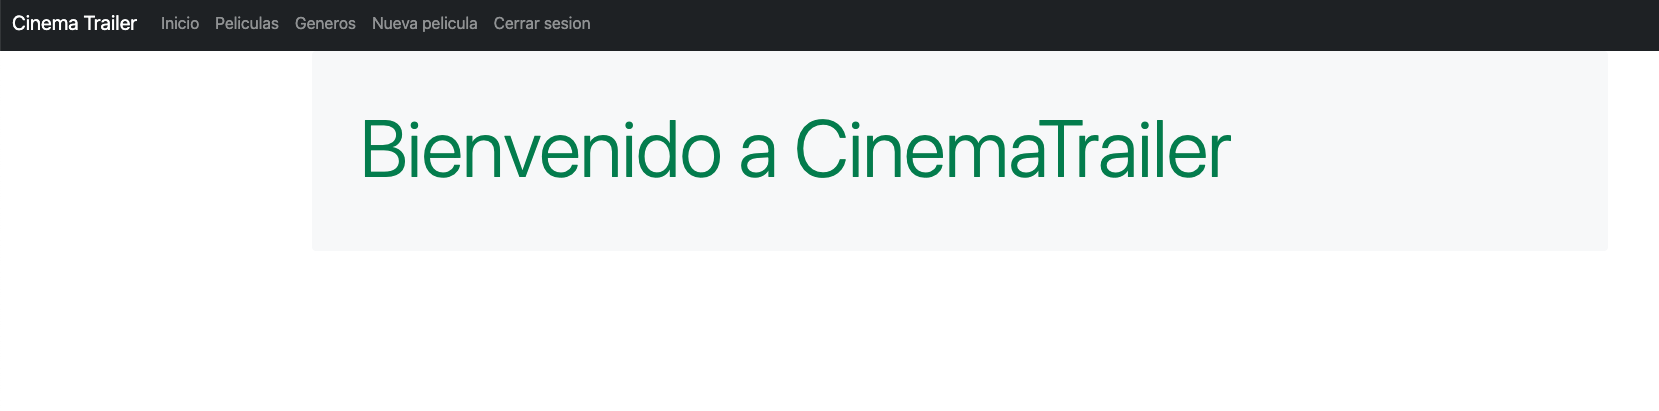 Cinema Trailer Inicio Peliculas Generos Nueva pelicula Cerrar sesion
Bienvenido a CinemaTrailer